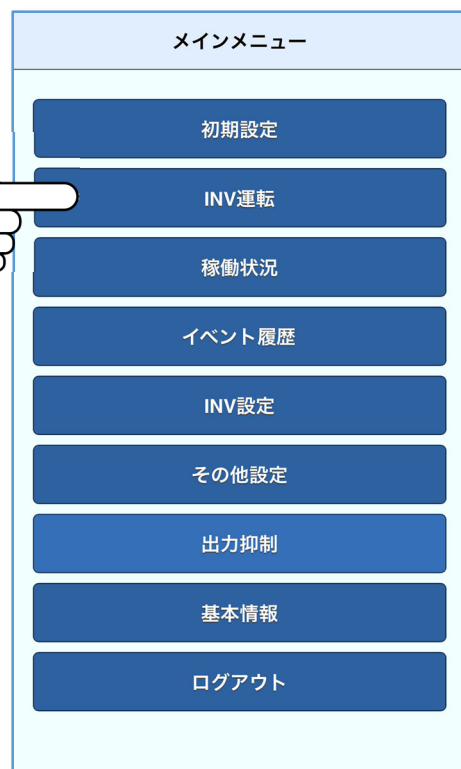 メインメニュー
初期設定
INV運転
稼働状況
イベント履歴
INV設定
その他設定
出力抑制
基本情報
ログアウト